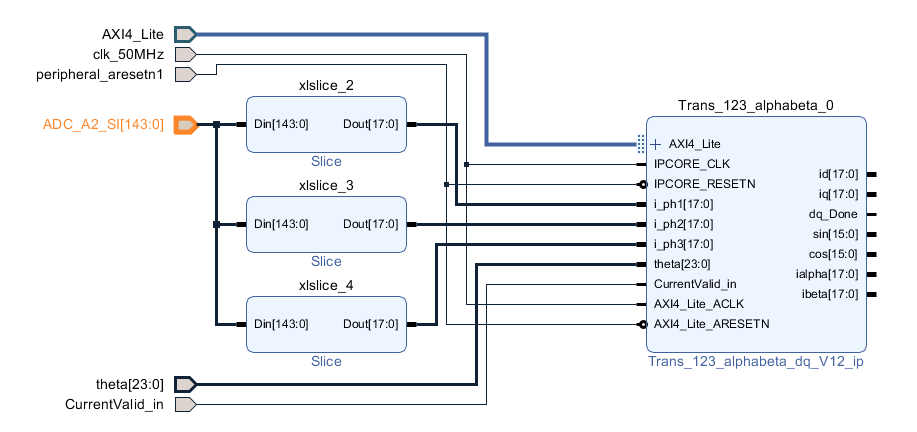 AXI4_Lite
clk_50MHz
peripheral_aresetn1
ADC_A2_SI[143:0]
xlslice_2
Din[143:0] Dout[17:0]
Slice
xlslice_3
Din[143:0] Dout[17:0]
Slice
xlslice_4
Din[143:0] Dout[17:0]
Slice
theta[23:0]
CurrentValid_in
Trans_123_alphabeta_0
AXI4_Lite
IPCORE_CLK
IPCORE_RESETN
i_ph1[17:0]
i_ph2[17:0]
i_ph3[17:0]
theta[23:0]
CurrentValid_in
AXI4_Lite_ACLK
AXI4_Lite_ARESETN
id[17:0]
iq[17:0]
dq_Done
sin[15:0]
cos[15:0]
ialpha[17:0]
ibeta[17:0]
Trans_123_alphabeta_dq_V12_ip